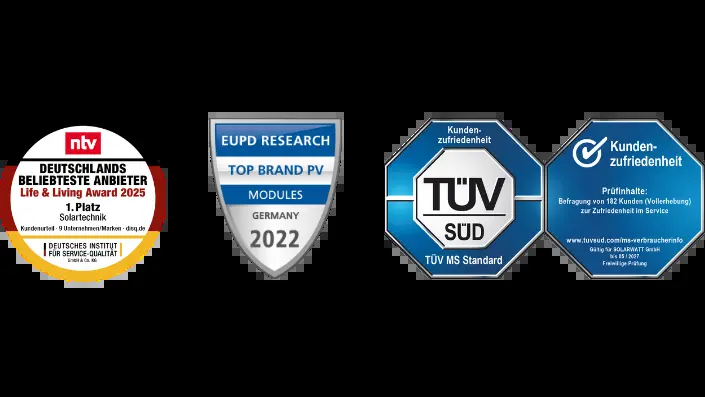 ntv
DEUTSCHLANDS
BELIEBTESTE ANBIETER
Life & Living Award 2025
1. Platz
Solartechnik
Kundenurteil · 9 Unternehmen/Marken · disq.de
DEUTSCHES INSTITUT
FÜR SERVICE-QUALITÄT
GmbH & Co. KG
EUPD RESEARCH
TOP BRAND PV
MODULES
GERMANY
2022
Kunden-
zufriedenheit
TÜV
SÜD
TÜV MS Standard
Kunden-
zufriedenheit
Prüfinhalte:
Befragung von 182 Kunden (Vollerhebung)
zur Zufriedenheit im Service
www.tuvsud.com/ms-verbraucherinfo
Gültig für SOLARWATT GmbH
bis 05 / 2027
Freiwillige Prüfung